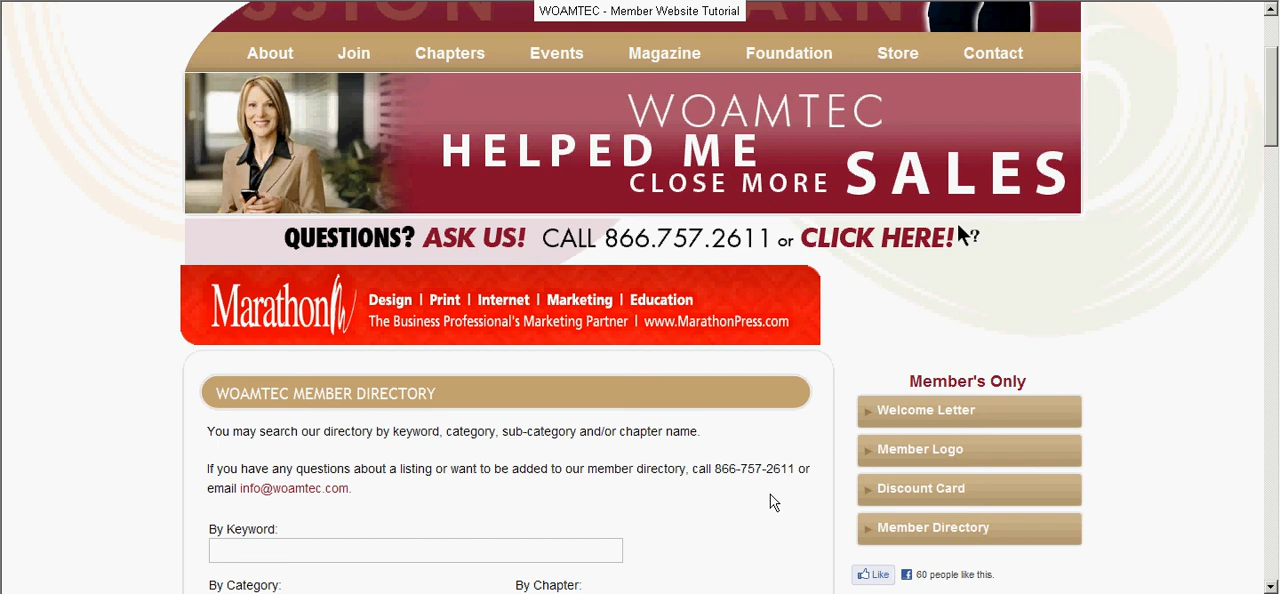 WOAMTEC - Member Website Tutorial
About Join Chapters Events Magazine Foundation Store Contact
WOAMTEC
HELPED ME
CLOSE MORE SALES
QUESTIONS? ASK US! CALL 866.757.2611 or CLICK HERE! ?
Marathon
Design | Print | Internet | Marketing | Education
The Business Professional's Marketing Partner | www.MarathonPress.com
WOAMTEC MEMBER DIRECTORY
You may search our directory by keyword, category, sub-category and/or chapter name.
If you have any questions about a listing or want to be added to our member directory, call 866-757-2611 or
email info@woamtec.com.
By Keyword:
By Category: By Chapter:
Member's Only
Welcome Letter
Member Logo
Discount Card
Member Directory
Like 60 people like this.